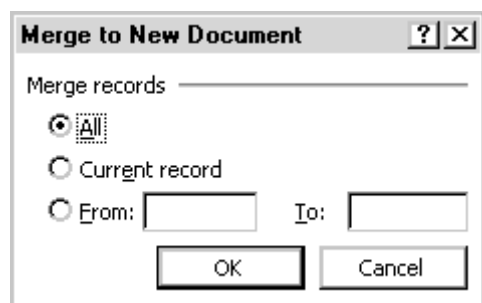 Merge to New Document ? X
Merge records
All
Current record
From: To:
OK Cancel